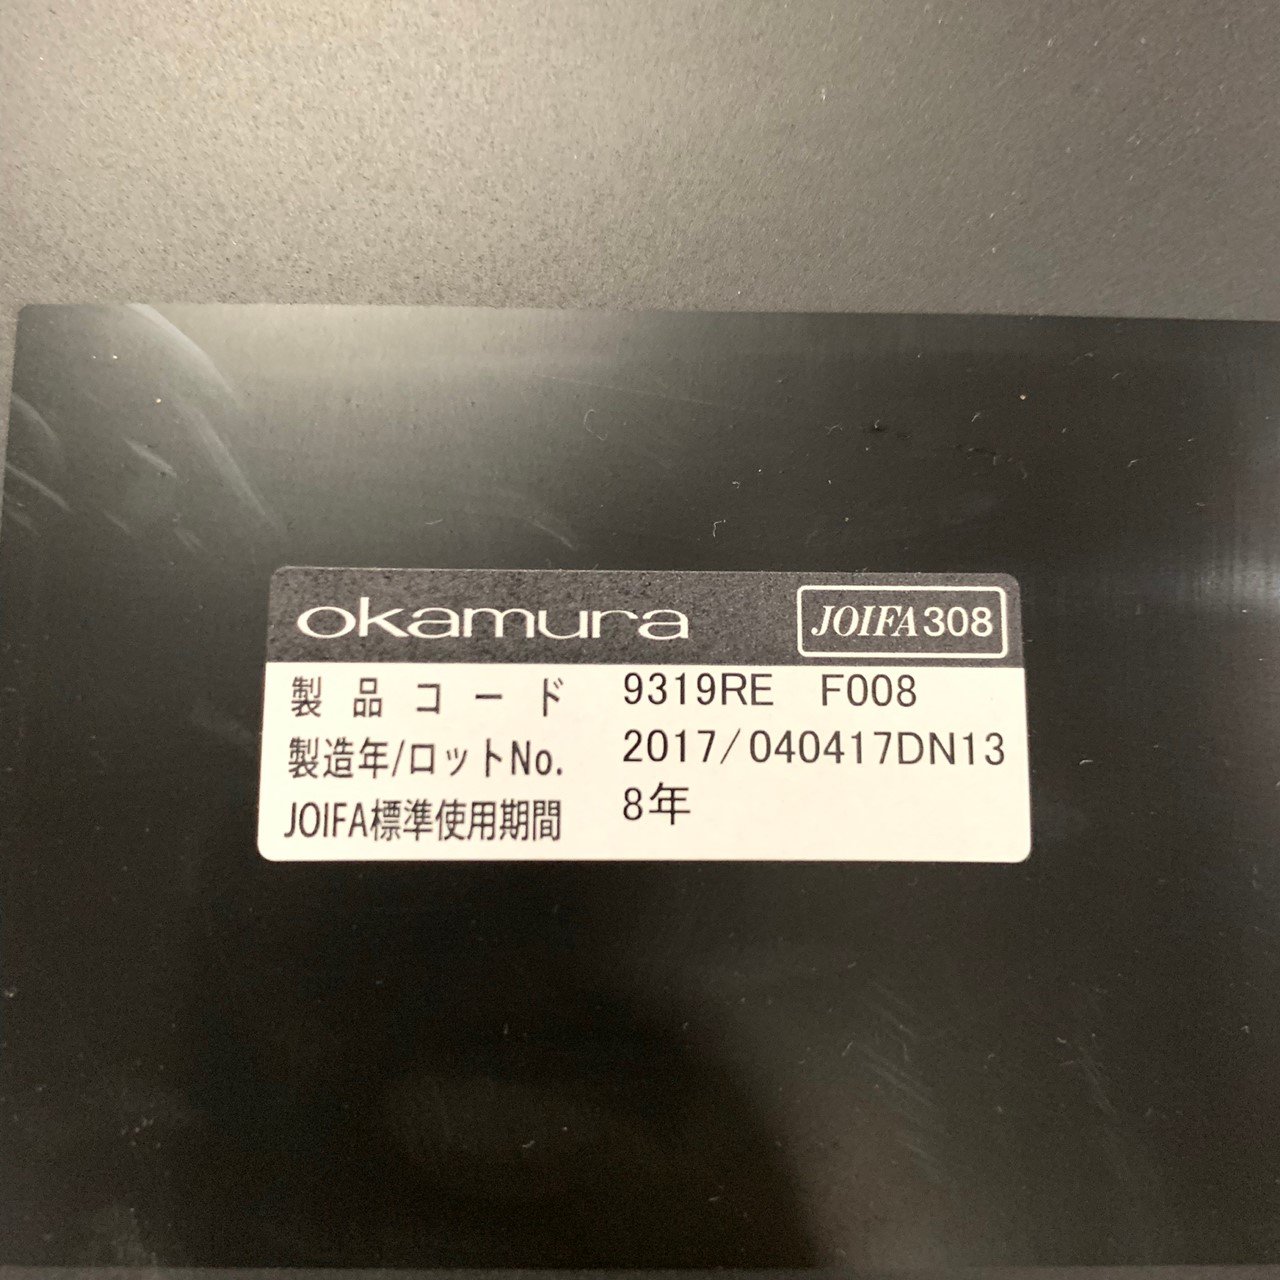 okamura JOIFA308
製品コード 9319RE F008
製造年/ロットNo. 2017/040417DN13
JOIFA標準使用期間 8年